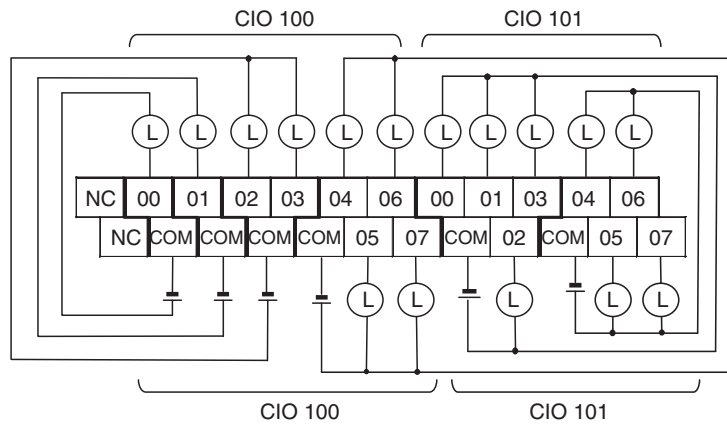 CIO 100 CIO 101
L L L L L L L L L L L
NC 00 01 02 03 04 06 00 01 03 04 06
NC COM COM COM COM 05 07 COM 02 COM 05 07
L L L L L
CIO 100 CIO 101